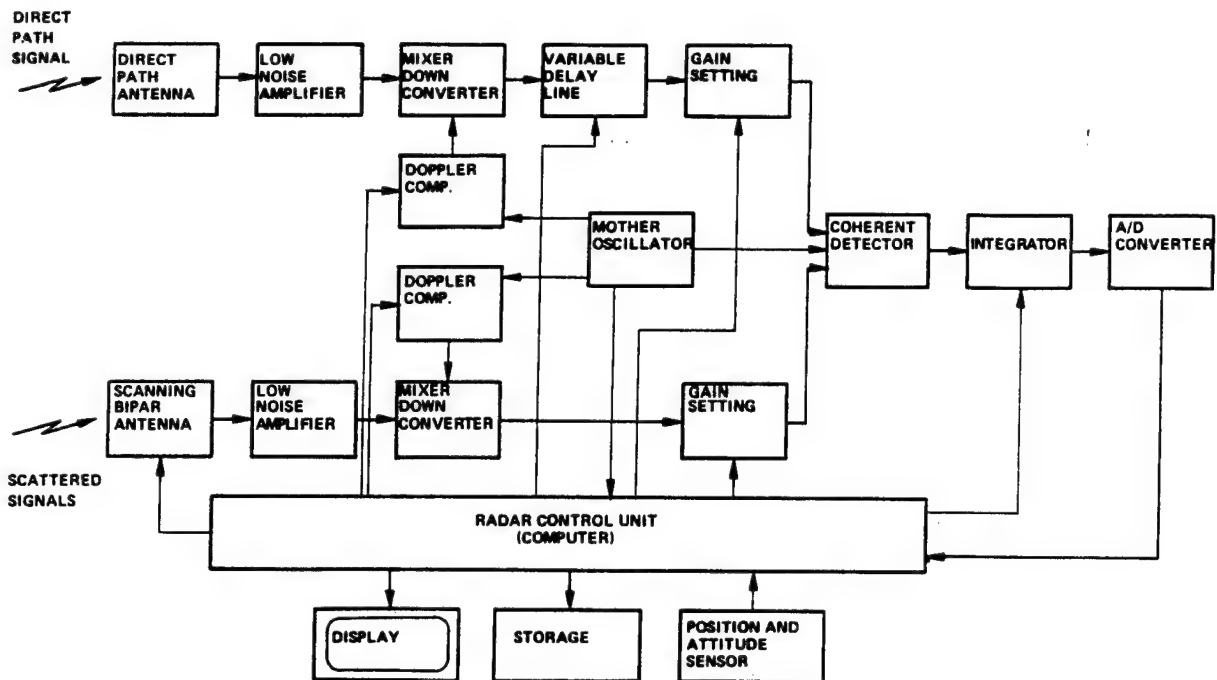 DIRECT
PATH
SIGNAL
DIRECT
PATH
ANTENNA
LOW
NOISE
AMPLIFIER
MIXER
DOWN
CONVERTER
VARIABLE
DELAY
LINE
GAIN
SETTING
DOPPLER
COMP.
MOTHER
OSCILLATOR
COHERENT
DETECTOR
INTEGRATOR
A/D
CONVERTER
DOPPLER
COMP.
SCANNING
BIPAR
ANTENNA
LOW
NOISE
AMPLIFIER
MIXER
DOWN
CONVERTER
GAIN
SETTING
SCATTERED
SIGNALS
RADAR CONTROL UNIT
(COMPUTER)
DISPLAY
STORAGE
POSITION AND
ATTITUDE
SENSOR